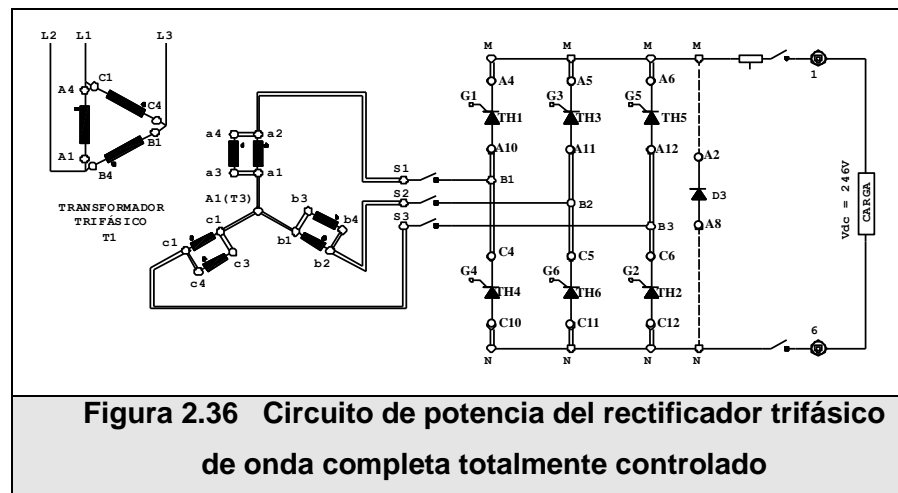 L2 L1 L3
M M M M
C1
A4
C4
B1
A1
B4
TRANSFORMADOR
TRIFÁSICO
T1
a4 a2
a3 a1
A1(T3)
b3
b4
b1
b2
c1
c1
c3
c4
S1
S2
S3
A4 A5 A6
G1 G3 G5
TH1 TH3 TH5
A10 A11 A12
A2
D3
A8
B1
B2
B3
C4 C5 C6
G4 G6 G2
TH4 TH6 TH2
C10 C11 C12
N N N N
1
6
Vdc = 246V
CARGA
Figura 2.36 Circuito de potencia del rectificador trifásico
de onda completa totalmente controlado